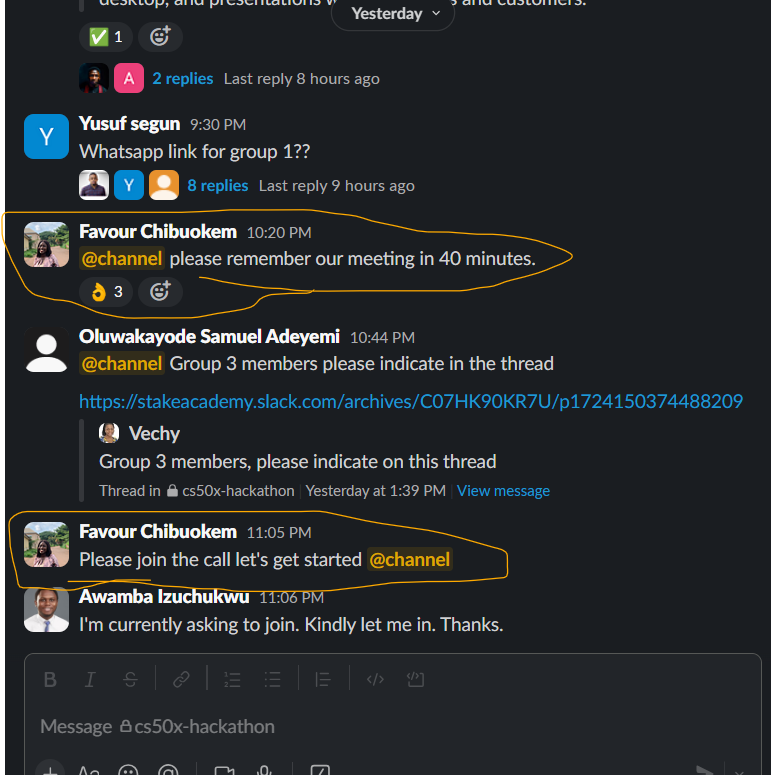 desktop, and presentations
s and customers.
Yesterday
1
A
2 replies Last reply 8 hours ago
Y
Yusuf segun 9:30 PM
Whatsapp link for group 1??
Y
8 replies Last reply 9 hours ago
Favour Chibuokem 10:20 PM
@channel please remember our meeting in 40 minutes.
3
Oluwakayode Samuel Adeyemi 10:44 PM
@channel Group 3 members please indicate in the thread
https://stakeacademy.slack.com/archives/C07HK90KR7U/p1724150374488209
Vechy
Group 3 members, please indicate on this thread
Thread in cs50x-hackathon | Yesterday at 1:39 PM | View message
Favour Chibuokem 11:05 PM
Please join the call let's get started @channel
Awamba Izuchukwu 11:06 PM
I'm currently asking to join. Kindly let me in. Thanks.
B I S
Message cs50x-hackathon
Aa